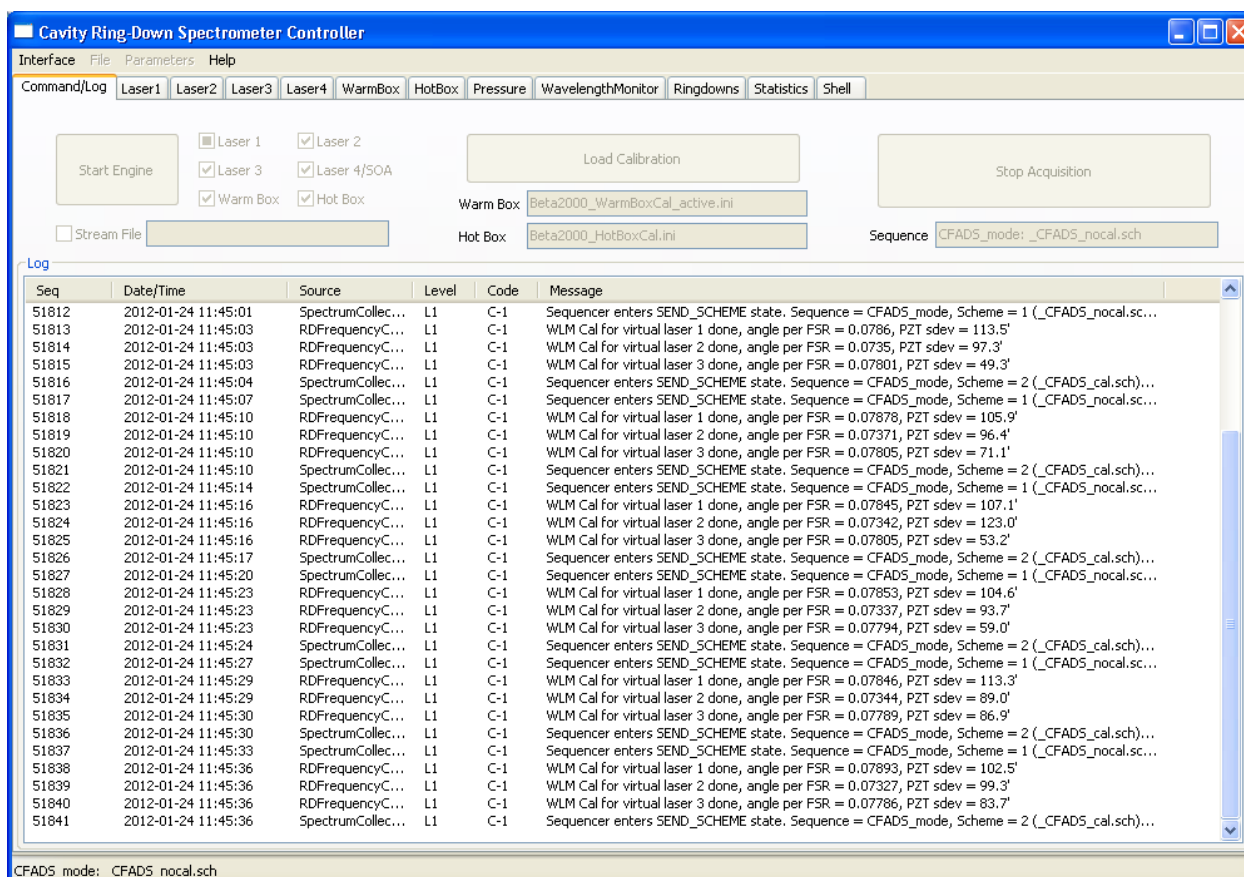 Cavity Ring-Down Spectrometer Controller
Interface File Parameters Help
Command/Log Laser1 Laser2 Laser3 Laser4 WarmBox HotBox Pressure WavelengthMonitor Ringdowns Statistics Shell
Start Engine
Laser 1 Laser 2
Laser 3 Laser 4/SOA
Warm Box Hot Box
Stream File
Load Calibration
Warm Box Beta2000_WarmBoxCal_active.ini
Hot Box Beta2000_HotBoxCal.ini
Stop Acquisition
Sequence CFADS_mode: _CFADS_nocal.sch
Log
Seq Date/Time Source Level Code Message
51812 2012-01-24 11:45:01 SpectrumCollec... L1 C-1 Sequencer enters SEND_SCHEME state. Sequence = CFADS_mode, Scheme = 1 (_CFADS_nocal.sc...
51813 2012-01-24 11:45:03 RDFrequencyC... L1 C-1 WLM Cal for virtual laser 1 done, angle per FSR = 0.0786, PZT sdev = 113.5'
51814 2012-01-24 11:45:03 RDFrequencyC... L1 C-1 WLM Cal for virtual laser 2 done, angle per FSR = 0.0735, PZT sdev = 97.3'
51815 2012-01-24 11:45:03 RDFrequencyC... L1 C-1 WLM Cal for virtual laser 3 done, angle per FSR = 0.07801, PZT sdev = 49.3'
51816 2012-01-24 11:45:04 SpectrumCollec... L1 C-1 Sequencer enters SEND_SCHEME state. Sequence = CFADS_mode, Scheme = 2 (_CFADS_cal.sch)...
51817 2012-01-24 11:45:07 SpectrumCollec... L1 C-1 Sequencer enters SEND_SCHEME state. Sequence = CFADS_mode, Scheme = 1 (_CFADS_nocal.sc...
51818 2012-01-24 11:45:10 RDFrequencyC... L1 C-1 WLM Cal for virtual laser 1 done, angle per FSR = 0.07878, PZT sdev = 105.9'
51819 2012-01-24 11:45:10 RDFrequencyC... L1 C-1 WLM Cal for virtual laser 2 done, angle per FSR = 0.07371, PZT sdev = 96.4'
51820 2012-01-24 11:45:10 RDFrequencyC... L1 C-1 WLM Cal for virtual laser 3 done, angle per FSR = 0.07805, PZT sdev = 71.1'
51821 2012-01-24 11:45:10 SpectrumCollec... L1 C-1 Sequencer enters SEND_SCHEME state. Sequence = CFADS_mode, Scheme = 2 (_CFADS_cal.sch)...
51822 2012-01-24 11:45:14 SpectrumCollec... L1 C-1 Sequencer enters SEND_SCHEME state. Sequence = CFADS_mode, Scheme = 1 (_CFADS_nocal.sc...
51823 2012-01-24 11:45:16 RDFrequencyC... L1 C-1 WLM Cal for virtual laser 1 done, angle per FSR = 0.07845, PZT sdev = 107.1'
51824 2012-01-24 11:45:16 RDFrequencyC... L1 C-1 WLM Cal for virtual laser 2 done, angle per FSR = 0.07342, PZT sdev = 123.0'
51825 2012-01-24 11:45:16 RDFrequencyC... L1 C-1 WLM Cal for virtual laser 3 done, angle per FSR = 0.07805, PZT sdev = 53.2'
51826 2012-01-24 11:45:17 SpectrumCollec... L1 C-1 Sequencer enters SEND_SCHEME state. Sequence = CFADS_mode, Scheme = 2 (_CFADS_cal.sch)...
51827 2012-01-24 11:45:20 SpectrumCollec... L1 C-1 Sequencer enters SEND_SCHEME state. Sequence = CFADS_mode, Scheme = 1 (_CFADS_nocal.sc...
51828 2012-01-24 11:45:23 RDFrequencyC... L1 C-1 WLM Cal for virtual laser 1 done, angle per FSR = 0.07853, PZT sdev = 104.6'
51829 2012-01-24 11:45:23 RDFrequencyC... L1 C-1 WLM Cal for virtual laser 2 done, angle per FSR = 0.07337, PZT sdev = 93.7'
51830 2012-01-24 11:45:23 RDFrequencyC... L1 C-1 WLM Cal for virtual laser 3 done, angle per FSR = 0.07794, PZT sdev = 59.0'
51831 2012-01-24 11:45:24 SpectrumCollec... L1 C-1 Sequencer enters SEND_SCHEME state. Sequence = CFADS_mode, Scheme = 2 (_CFADS_cal.sch)...
51832 2012-01-24 11:45:27 SpectrumCollec... L1 C-1 Sequencer enters SEND_SCHEME state. Sequence = CFADS_mode, Scheme = 1 (_CFADS_nocal.sc...
51833 2012-01-24 11:45:29 RDFrequencyC... L1 C-1 WLM Cal for virtual laser 1 done, angle per FSR = 0.07846, PZT sdev = 113.3'
51834 2012-01-24 11:45:29 RDFrequencyC... L1 C-1 WLM Cal for virtual laser 2 done, angle per FSR = 0.07344, PZT sdev = 89.0'
51835 2012-01-24 11:45:30 RDFrequencyC... L1 C-1 WLM Cal for virtual laser 3 done, angle per FSR = 0.07789, PZT sdev = 86.9'
51836 2012-01-24 11:45:30 SpectrumCollec... L1 C-1 Sequencer enters SEND_SCHEME state. Sequence = CFADS_mode, Scheme = 2 (_CFADS_cal.sch)...
51837 2012-01-24 11:45:33 SpectrumCollec... L1 C-1 Sequencer enters SEND_SCHEME state. Sequence = CFADS_mode, Scheme = 1 (_CFADS_nocal.sc...
51838 2012-01-24 11:45:36 RDFrequencyC... L1 C-1 WLM Cal for virtual laser 1 done, angle per FSR = 0.07893, PZT sdev = 102.5'
51839 2012-01-24 11:45:36 RDFrequencyC... L1 C-1 WLM Cal for virtual laser 2 done, angle per FSR = 0.07327, PZT sdev = 99.3'
51840 2012-01-24 11:45:36 RDFrequencyC... L1 C-1 WLM Cal for virtual laser 3 done, angle per FSR = 0.07786, PZT sdev = 83.7'
51841 2012-01-24 11:45:36 SpectrumCollec... L1 C-1 Sequencer enters SEND_SCHEME state. Sequence = CFADS_mode, Scheme = 2 (_CFADS_cal.sch)...
CFADS_mode: _CFADS_nocal.sch